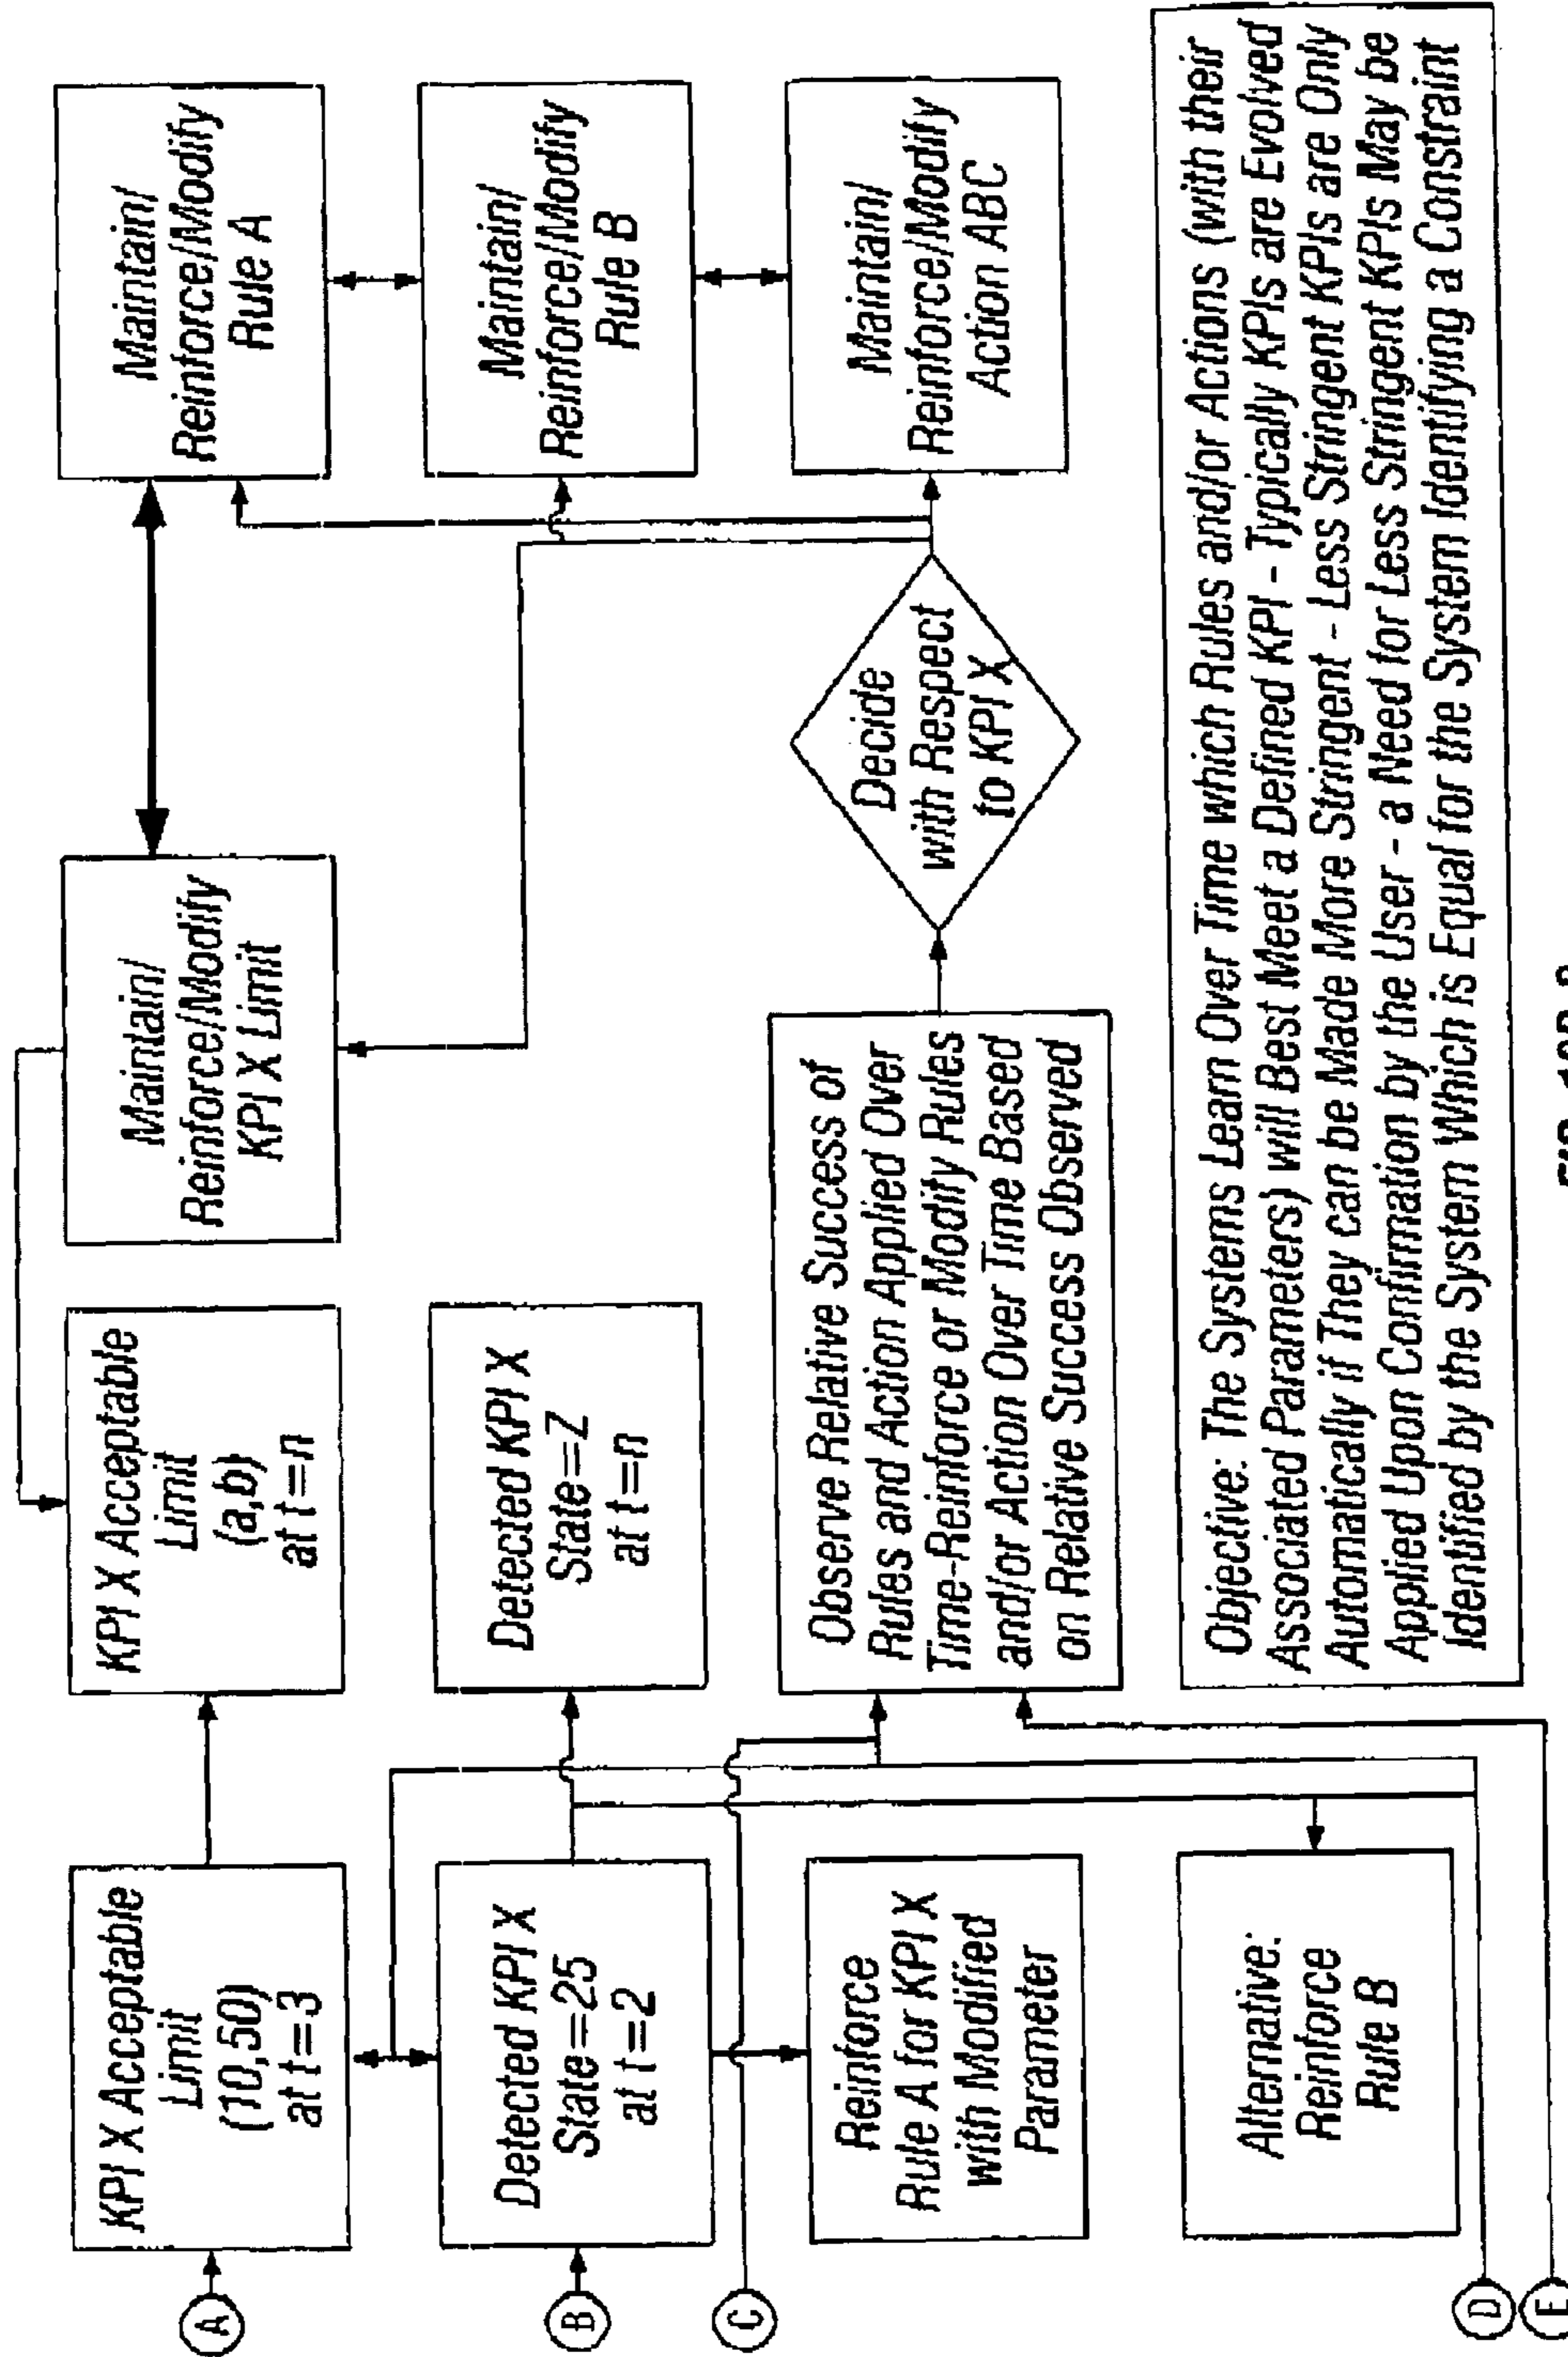 A
KPI X Acceptable
Limit
(10,50)
at t=3
KPI X Acceptable
Limit
(a,b)
at t=n
Maintain/
Reinforce/Modify
KPI X Limit
Maintain/
Reinforce/Modify
Rule A
B
Detected KPI X
State=25
at t=2
Detected KPI X
State=Z
at t=n
Maintain/
Reinforce/Modify
Rule B
C
Reinforce
Rule A for KPI X
with Modified
Parameter
Observe Relative Success of
Rules and Action Applied Over
Time-Reinforce or Modify Rules
and/or Action Over Time Based
on Relative Success Observed
Decide
with Respect
to KPI X
Maintain/
Reinforce/Modify
Action ABC
Alternative:
Reinforce
Rule B
D
E
Objective: The Systems Learn Over Time which Rules and/or Actions (with their
Associated Parameters) will Best Meet a Defined KPI - Typically KPIs are Evolved
Automatically if They can be Made More Stringent - Less Stringent KPIs are Only
Applied Upon Confirmation by the User - a Need for Less Stringent KPIs May be
Identified by the System Which is Equal for the System Identifying a Constraint